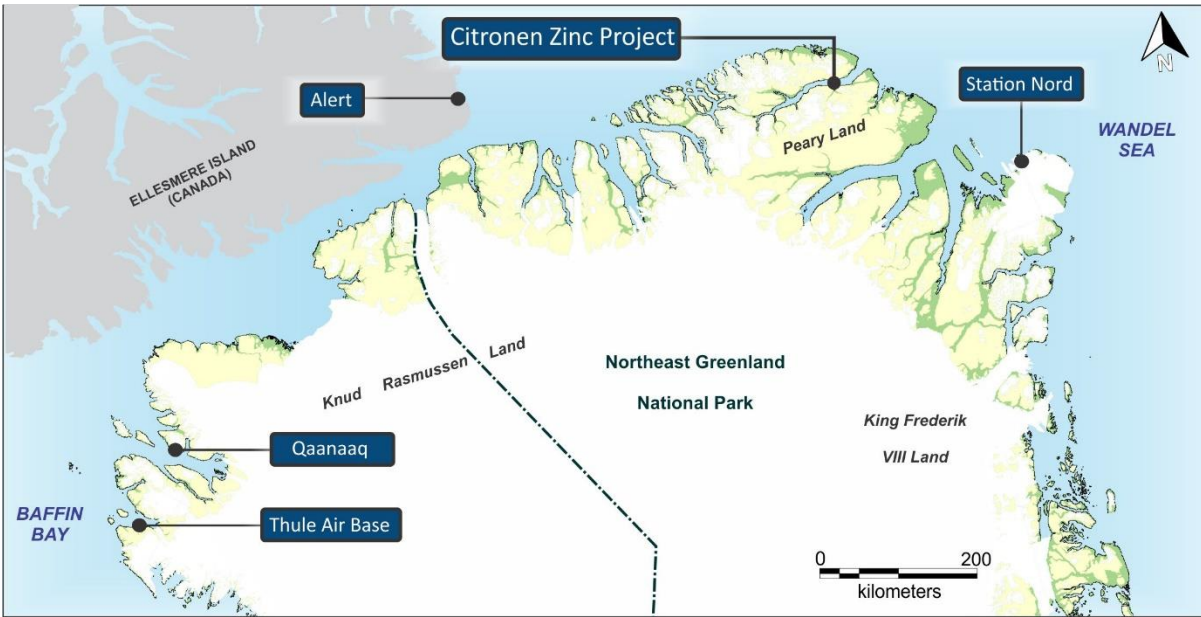 Citronen Zinc Project
N
Alert
Station Nord
WANDEL
SEA
Peary Land
ELLESMERE ISLAND
(CANADA)
Knud Rasmussen Land
Northeast Greenland
National Park
King Frederik
VIII Land
Qaanaaq
BAFFIN
BAY
Thule Air Base
0 200
kilometers